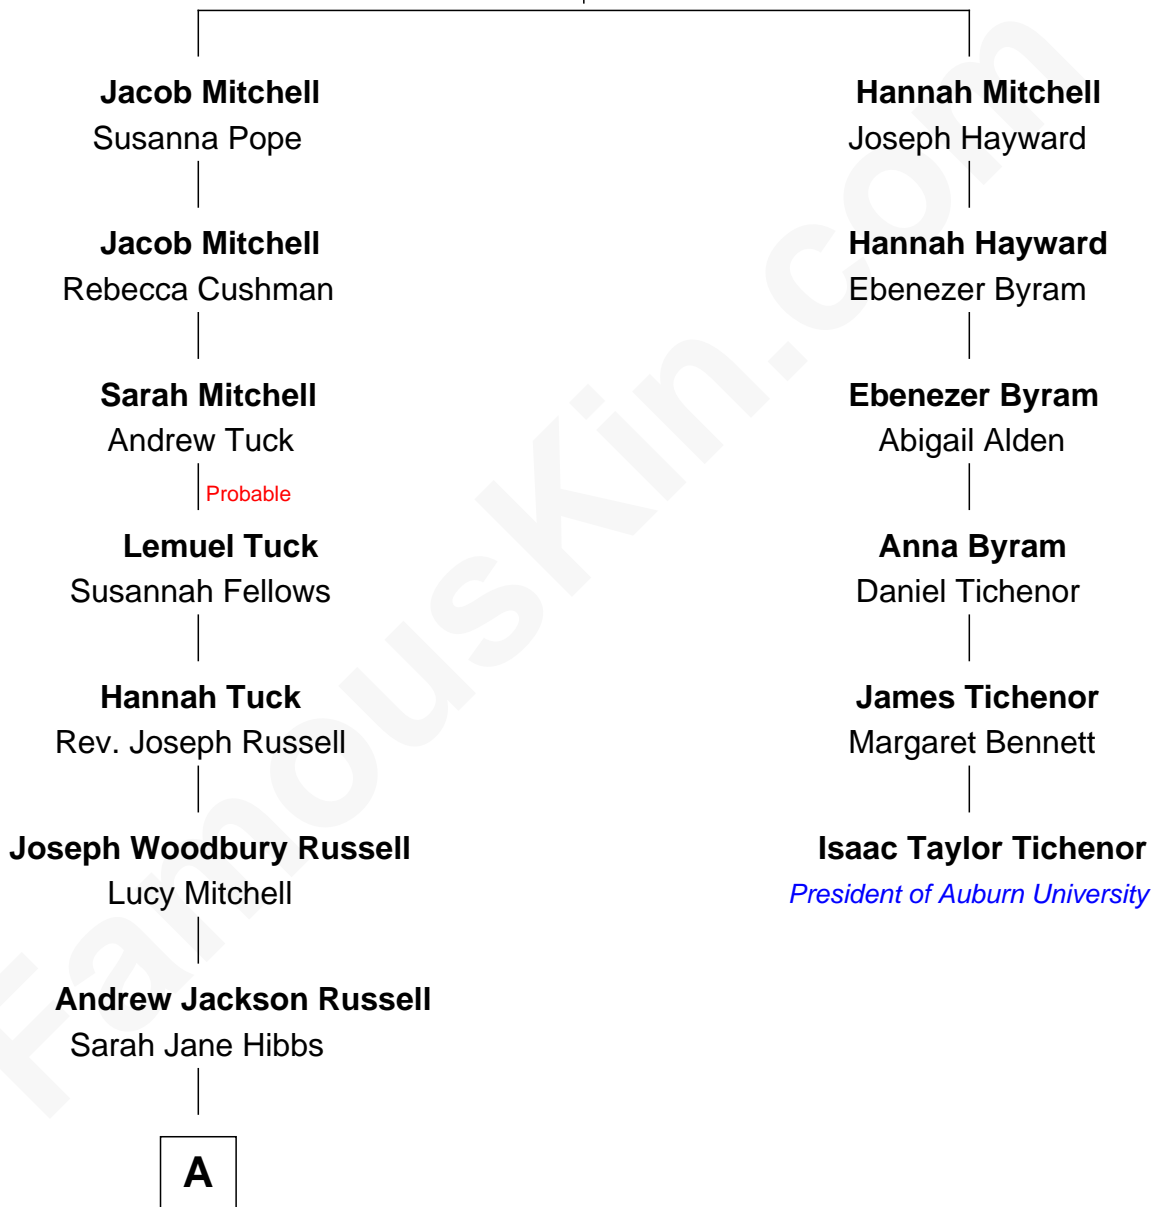 Jacob Mitchell
Susanna Pope
Jacob Mitchell
Rebecca Cushman
Sarah Mitchell
Andrew Tuck
Probable
Lemuel Tuck
Susannah Fellows
Hannah Tuck
Rev. Joseph Russell
Joseph Woodbury Russell
Lucy Mitchell
Andrew Jackson Russell
Sarah Jane Hibbs
A
Hannah Mitchell
Joseph Hayward
Hannah Hayward
Ebenezer Byram
Ebenezer Byram
Abigail Alden
Anna Byram
Daniel Tichenor
James Tichenor
Margaret Bennett
Isaac Taylor Tichenor
President of Auburn University
FamousKin.com